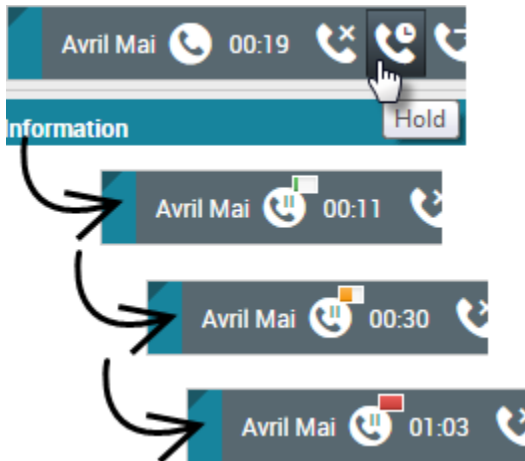 Avril Mai 00:19
Hold
Information
Avril Mai 00:11
Avril Mai 00:30
Avril Mai 01:03